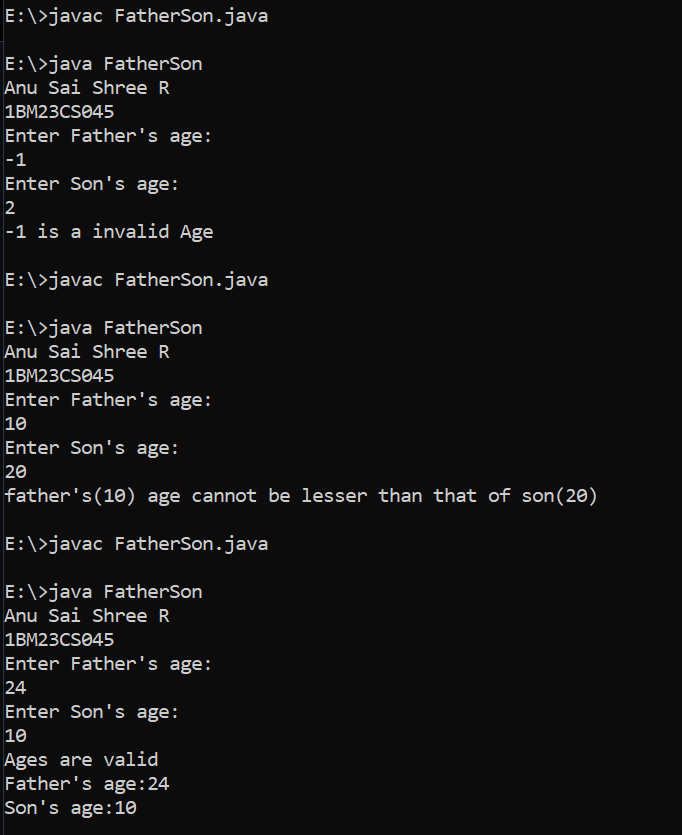 E:\>javac FatherSon.java
E:\>java FatherSon
Anu Sai Shree R
1BM23CS045
Enter Father's age:
-1
Enter Son's age:
2
-1 is a invalid Age
E:\>javac FatherSon.java
E:\>java FatherSon
Anu Sai Shree R
1BM23CS045
Enter Father's age:
10
Enter Son's age:
20
father's(10) age cannot be lesser than that of son(20)
E:\>javac FatherSon.java
E:\>java FatherSon
Anu Sai Shree R
1BM23CS045
Enter Father's age:
24
Enter Son's age:
10
Ages are valid
Father's age:24
Son's age:10